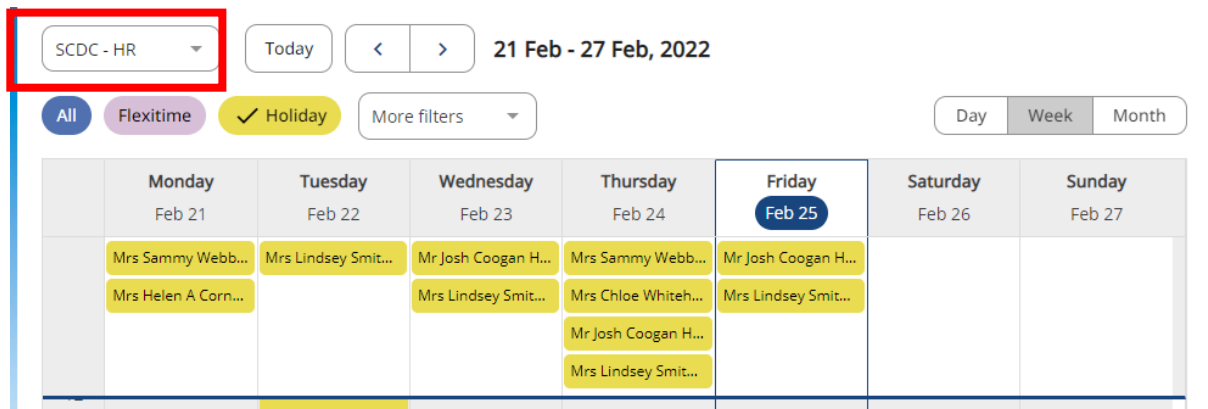 SCDC - HR Today < > 21 Feb - 27 Feb, 2022
All Flexitime Holiday More filters Day Week Month
Monday Tuesday Wednesday Thursday Friday Saturday Sunday
Feb 21 Feb 22 Feb 23 Feb 24 Feb 25 Feb 26 Feb 27
Mrs Sammy Webb... Mrs Lindsey Smit... Mr Josh Coogan H... Mrs Sammy Webb... Mr Josh Coogan H...
Mrs Helen A Corn... Mrs Lindsey Smit... Mrs Chloe Whiteh... Mrs Lindsey Smit...
Mr Josh Coogan H...
Mrs Lindsey Smit...